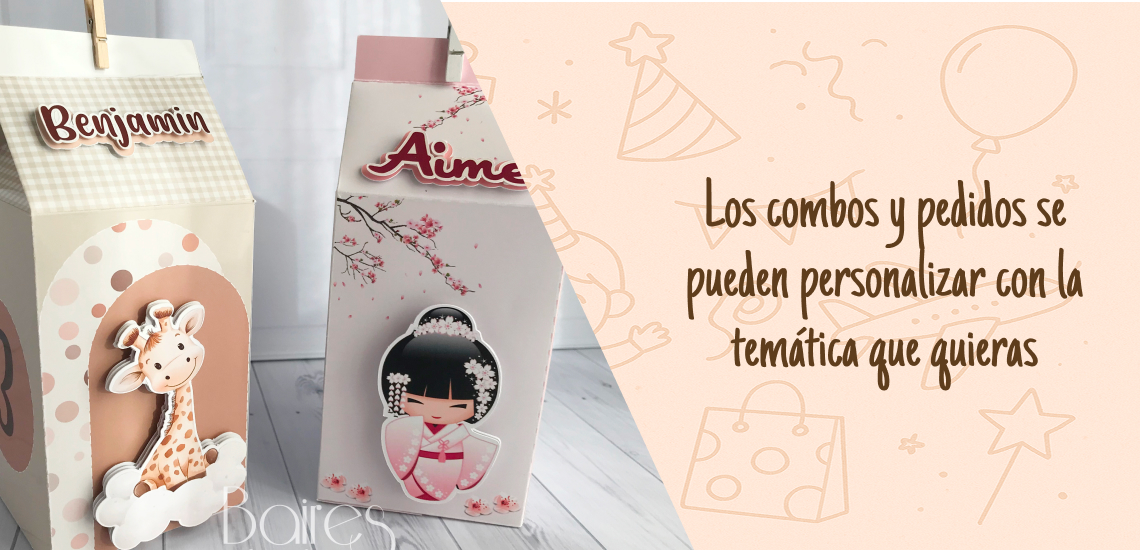 Benjamin
Aime
Los combos y pedidos se
pueden personalizar con la
temática que quieras
Baires